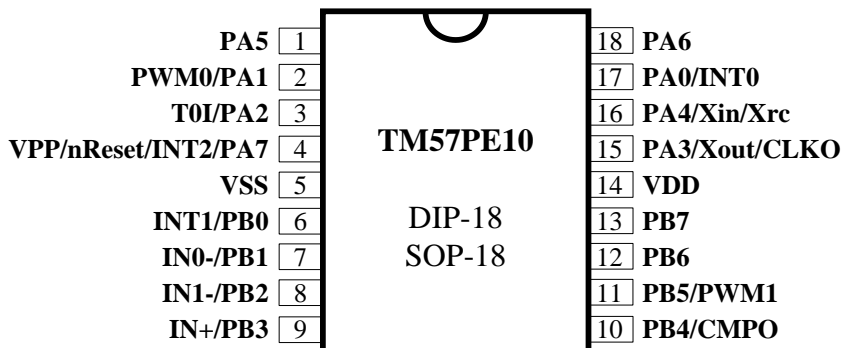 PA5 1 18 PA6
PWM0/PA1 2 17 PA0/INT0
T0I/PA2 3 16 PA4/Xin/Xrc
VPP/nReset/INT2/PA7 4 TM57PE10 15 PA3/Xout/CLKO
VSS 5 14 VDD
INT1/PB0 6 DIP-18 13 PB7
IN0-/PB1 7 SOP-18 12 PB6
IN1-/PB2 8 11 PB5/PWM1
IN+/PB3 9 10 PB4/CMPO